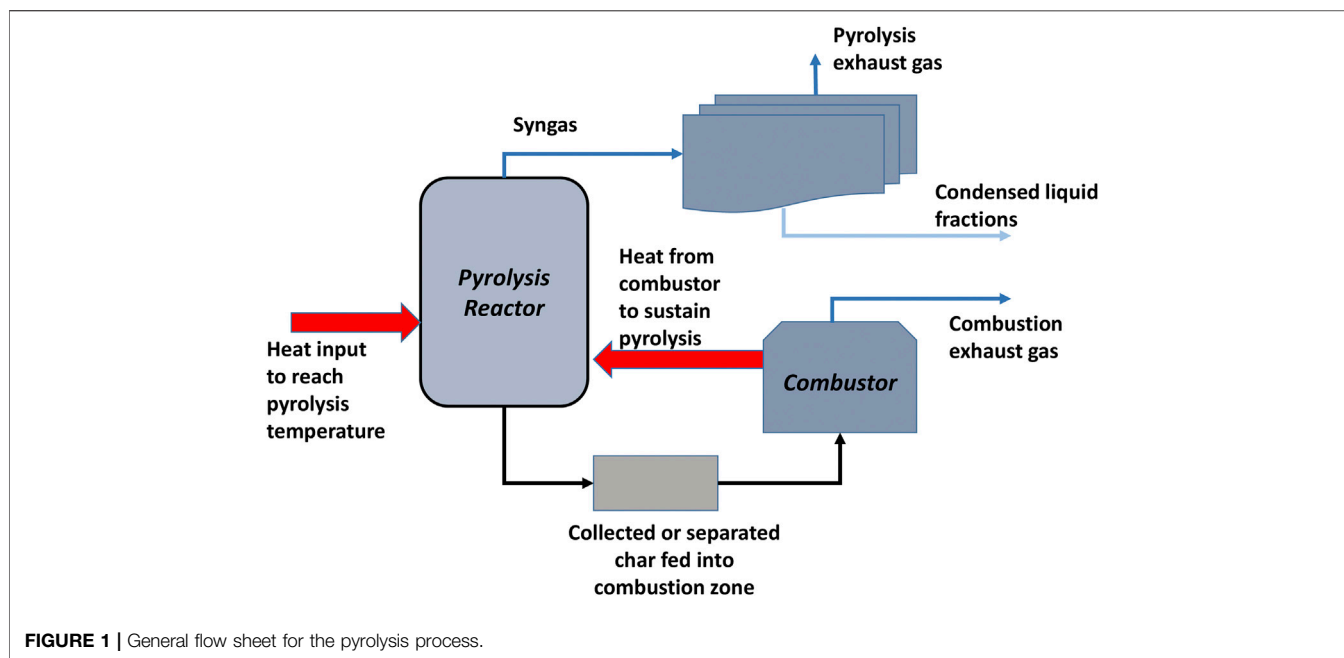 Pyrolysis
exhaust gas
Syngas
Condensed liquid
fractions
Pyrolysis
Reactor
Heat from
combustor
to sustain
pyrolysis
Heat input
to reach
pyrolysis
temperature
Combustion
exhaust gas
Combustor
Collected or separated
char fed into
combustion zone
FIGURE 1 | General flow sheet for the pyrolysis process.